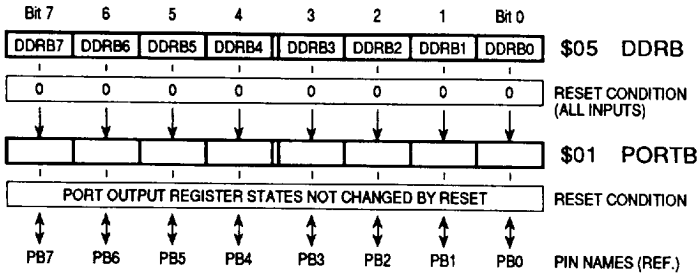 Bit 7 6 5 4 3 2 1 Bit 0
DDRB7 DDRB6 DDRB5 DDRB4 DDRB3 DDRB2 DDRB1 DDRB0 $05 DDRB
0 0 0 0 0 0 0 0 RESET CONDITION
(ALL INPUTS)
$01 PORTB
PORT OUTPUT REGISTER STATES NOT CHANGED BY RESET RESET CONDITION
PB7 PB6 PB5 PB4 PB3 PB2 PB1 PB0 PIN NAMES (REF.)